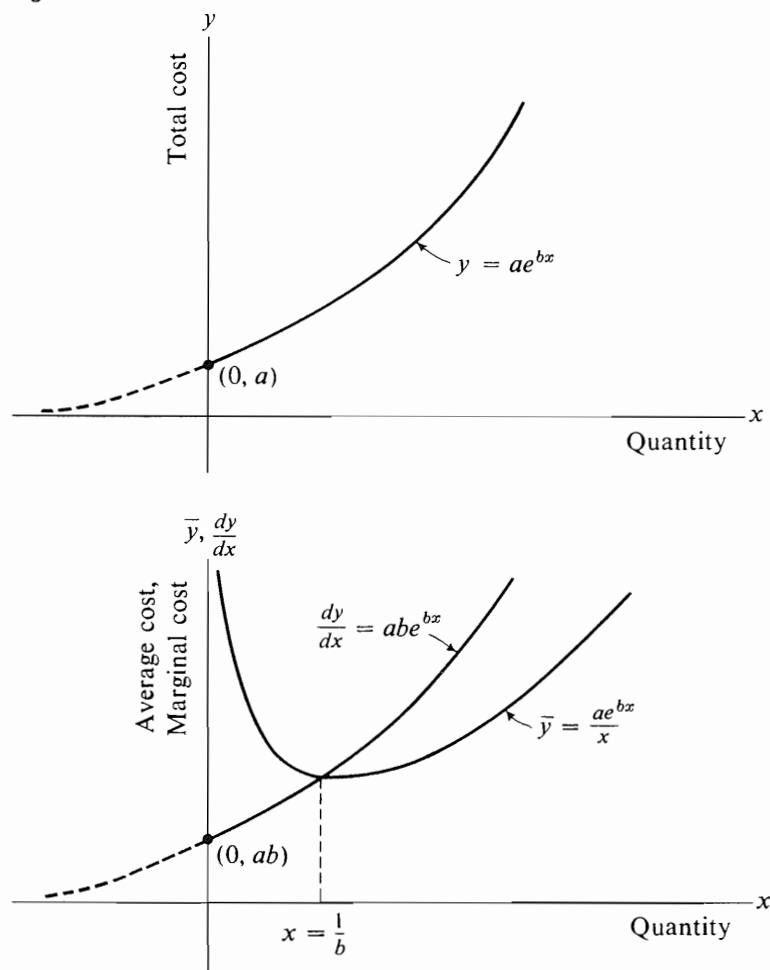 y
Total cost
y = ae^{bx}
(0, a)
x
Quantity
ȳ, dy/dx
Average cost,
Marginal cost
dy/dx = abe^{bx}
ȳ = ae^{bx}/x
(0, ab)
x
Quantity
x = 1/b